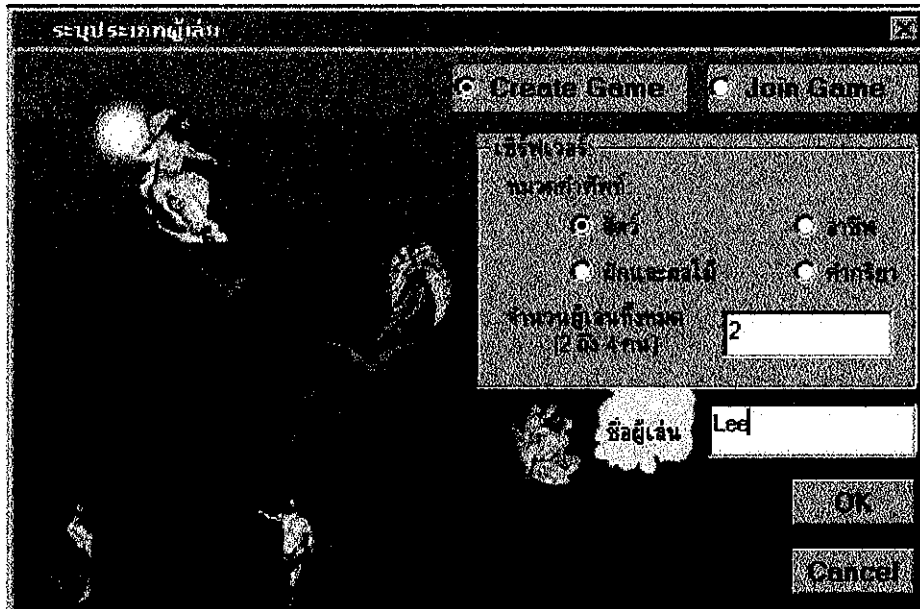 ระบุประเภทผู้เล่น
Create Game Join Game
เซิร์ฟเวอร์
หมวดคำศัพท์
สัตว์ อาชีพ
ผักและผลไม้ คำกริยา
จำนวนผู้เล่นทั้งหมด
[2 ถึง 4 คน] 2
ชื่อผู้เล่น Lee
OK
Cancel